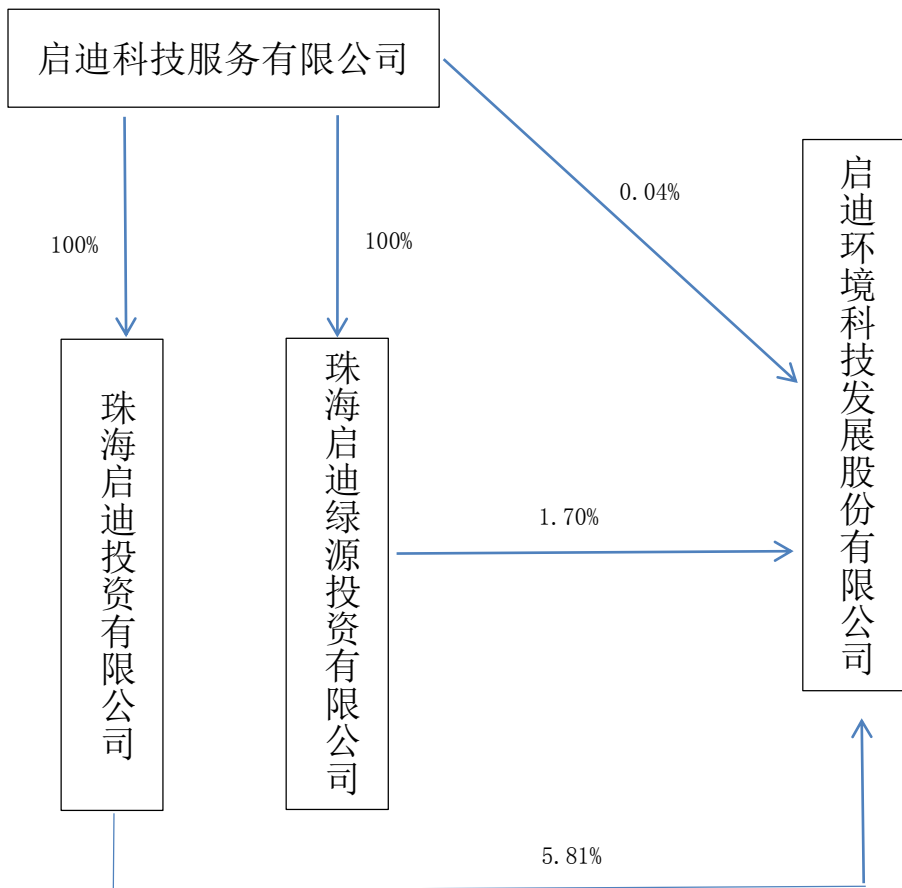 启迪科技服务有限公司
0.04%
100%
100%
启迪环境科技发展股份有限公司
珠海启迪投资有限公司
珠海启迪绿源投资有限公司
1.70%
5.81%